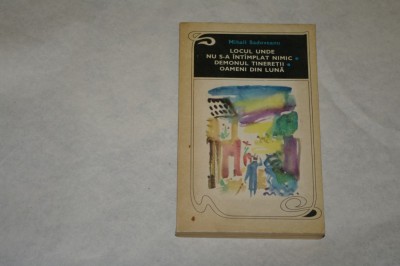 Mihail Sadoveanu
LOCUL UNDE
NU S-A ÎNTÎMPLAT NIMIC •
DEMONUL TINEREȚII •
OAMENI DIN LUNĂ